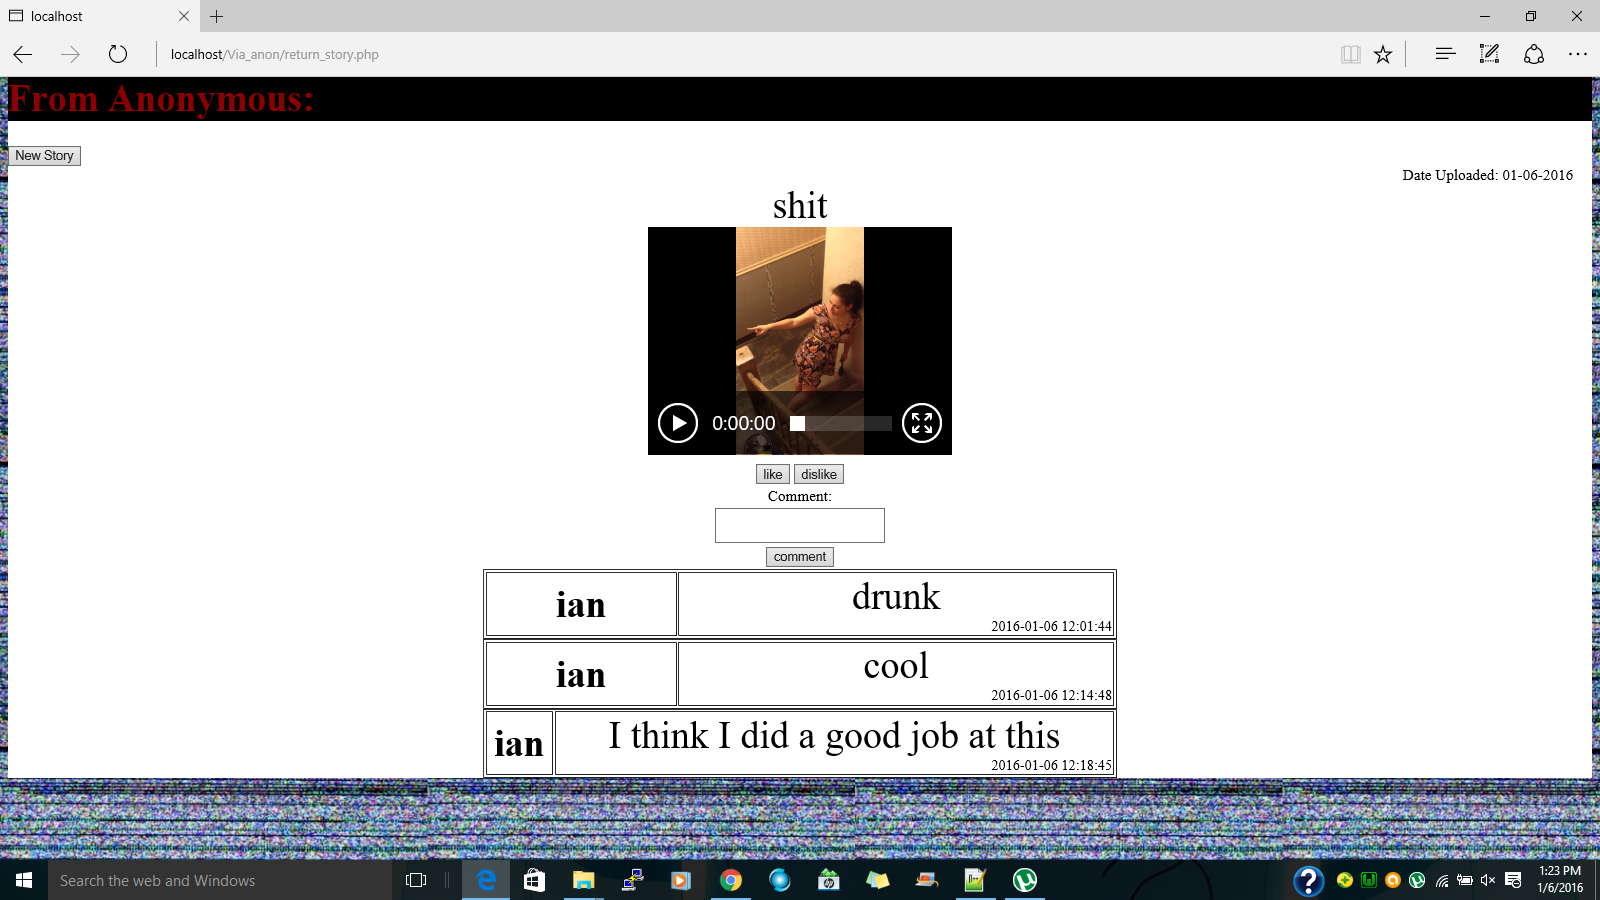 localhost
localhost/Via_anon/return_story.php
From Anonymous:
New Story
Date Uploaded: 01-06-2016
shit
0:00:00
like dislike
Comment:
comment
ian drunk
2016-01-06 12:01:44
ian cool
2016-01-06 12:14:48
ian I think I did a good job at this
2016-01-06 12:18:45
Search the web and Windows
1:23 PM
1/6/2016